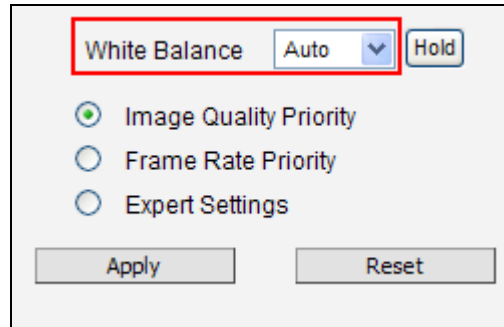 White Balance Auto Hold
Image Quality Priority
Frame Rate Priority
Expert Settings
Apply Reset